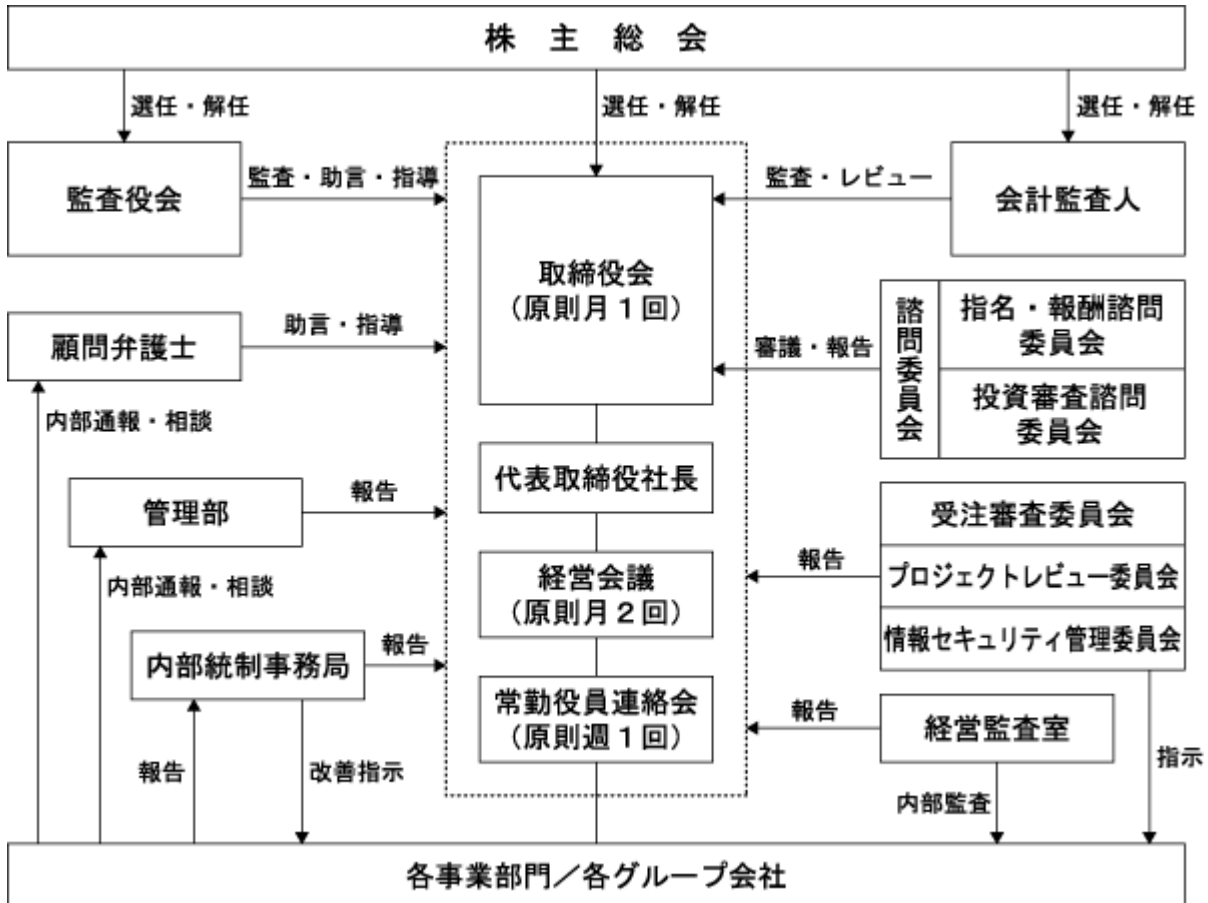 株主総会
選任・解任
選任・解任
選任・解任
監査役会
監査・助言・指導
監査・レビュー
会計監査人
取締役会
（原則月１回）
顧問弁護士
助言・指導
審議・報告
諮問委員会
指名・報酬諮問
委員会
投資審査諮問
委員会
内部通報・相談
代表取締役社長
管理部
報告
受注審査委員会
プロジェクトレビュー委員会
情報セキュリティ管理委員会
報告
内部通報・相談
経営会議
（原則月２回）
内部統制事務局
報告
常勤役員連絡会
（原則週１回）
報告
経営監査室
報告
改善指示
内部監査
指示
各事業部門／各グループ会社